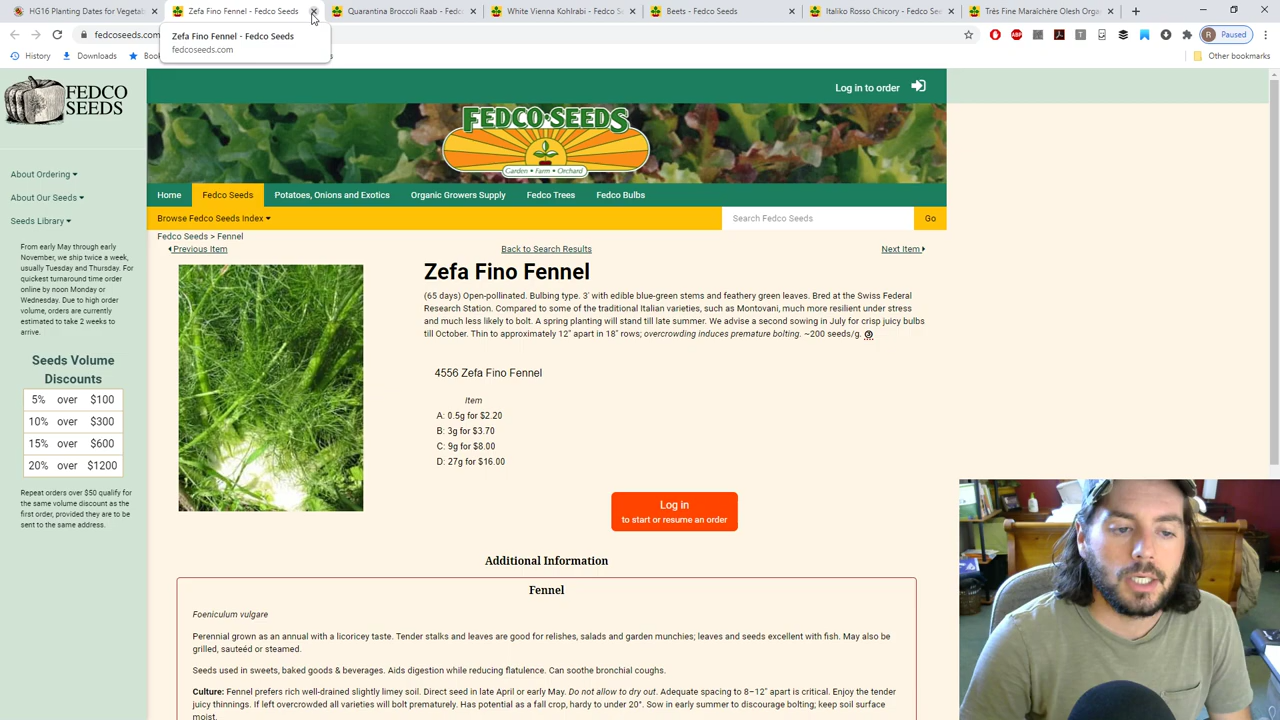 HG16 Planting Dates for Vegetab
Zefa Fino Fennel - Fedco Seeds
Quarantina Broccoli Raab - Fedc
White Vienna Kohlrabi - Fedco S
Beets - Fedco Seeds
Italiko Rosso Chicory - Fedco Se
Très Fine Maraîchère Olesh Orga
fedcoseeds.com
Zefa Fino Fennel - Fedco Seeds
fedcoseeds.com
Paused
History
Downloads
Other bookmarks
FEDCO
SEEDS
Log in to order
FEDCO·SEEDS
Garden • Farm • Orchard
About Ordering
About Our Seeds
Seeds Library
From early May through early
November, we ship twice a week,
usually Tuesday and Thursday. For
quickest turnaround time order
online by noon Monday or
Wednesday. Due to high order
volume, orders are currently
estimated to take 2 weeks to
arrive.
Seeds Volume
Discounts
5% over $100
10% over $300
15% over $600
20% over $1200
Repeat orders over $50 qualify for
the same volume discount as the
first order, provided they are to be
sent to the same address.
Home Fedco Seeds Potatoes, Onions and Exotics Organic Growers Supply Fedco Trees Fedco Bulbs
Browse Fedco Seeds Index
Search Fedco Seeds
Go
Fedco Seeds > Fennel
Previous Item Back to Search Results Next Item
Zefa Fino Fennel
(65 days) Open-pollinated. Bulbing type. 3' with edible blue-green stems and feathery green leaves. Bred at the Swiss Federal
Research Station. Compared to some of the traditional Italian varieties, such as Montovani, much more resilient under stress
and much less likely to bolt. A spring planting will stand till late summer. We advise a second sowing in July for crisp juicy bulbs
till October. Thin to approximately 12" apart in 18" rows; overcrowding induces premature bolting. ~200 seeds/g.
4556 Zefa Fino Fennel
Item
A: 0.5g for $2.20
B: 3g for $3.70
C: 9g for $8.00
D: 27g for $16.00
Log in
to start or resume an order
Additional Information
Fennel
Foeniculum vulgare
Perennial grown as an annual with a licoricey taste. Tender stalks and leaves are good for relishes, salads and garden munchies; leaves and seeds excellent with fish. May also be
grilled, sauteéd or steamed.
Seeds used in sweets, baked goods & beverages. Aids digestion while reducing flatulence. Can soothe bronchial coughs.
Culture: Fennel prefers rich well-drained slightly limey soil. Direct seed in late April or early May. Do not allow to dry out. Adequate spacing to 8–12" apart is critical. Enjoy the tender
juicy thinnings. If left overcrowded all varieties will bolt prematurely. Has potential as a fall crop, hardy to under 20°. Sow in early summer to discourage bolting; keep soil surface
moist.